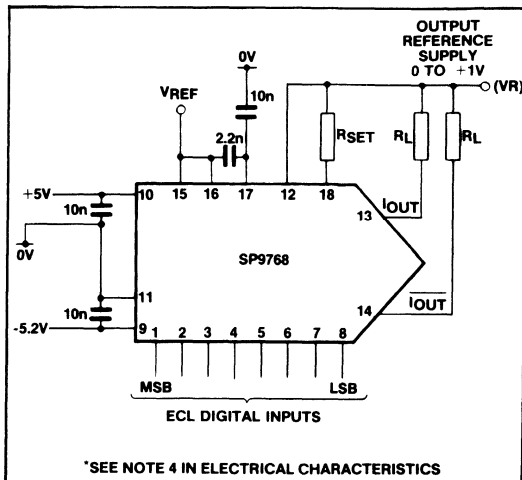 OUTPUT
REFERENCE
SUPPLY
0 TO +1V
(VR)
0V
10n
VREF
2.2n
RSET
RL
RL
15 16 17 12 18
+5V
10
10n
0V
13
IOUT
SP9768
11
14
IOUT
10n
-5.2V
9
1 2 3 4 5 6 7 8
MSB LSB
ECL DIGITAL INPUTS
*SEE NOTE 4 IN ELECTRICAL CHARACTERISTICS